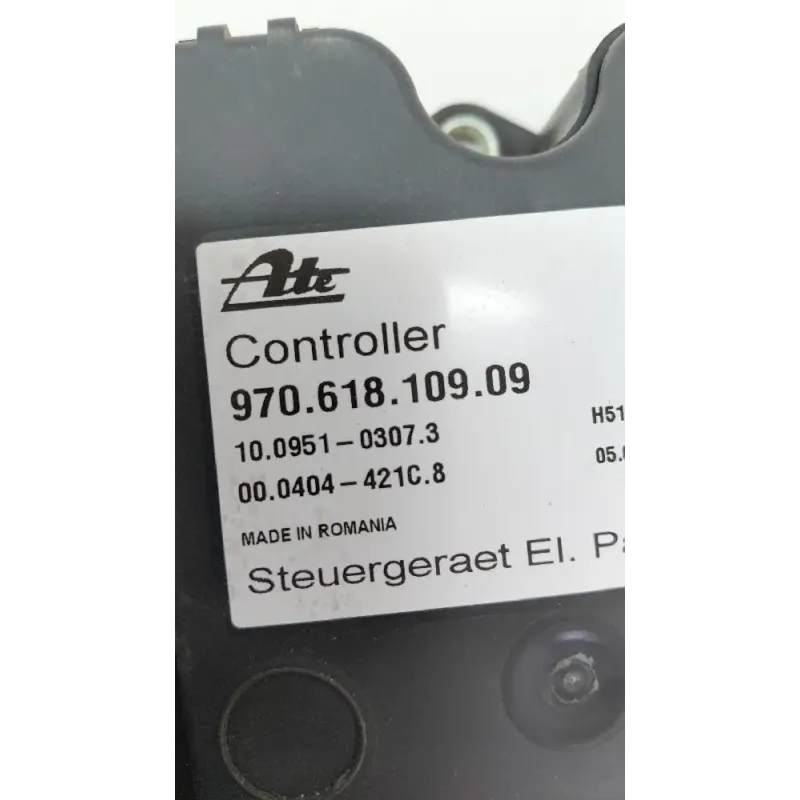 Ate
Controller
970.618.109.09
10.0951-0307.3
H51
00.0404-421C.8
05.
MADE IN ROMANIA
Steuergeraet El.